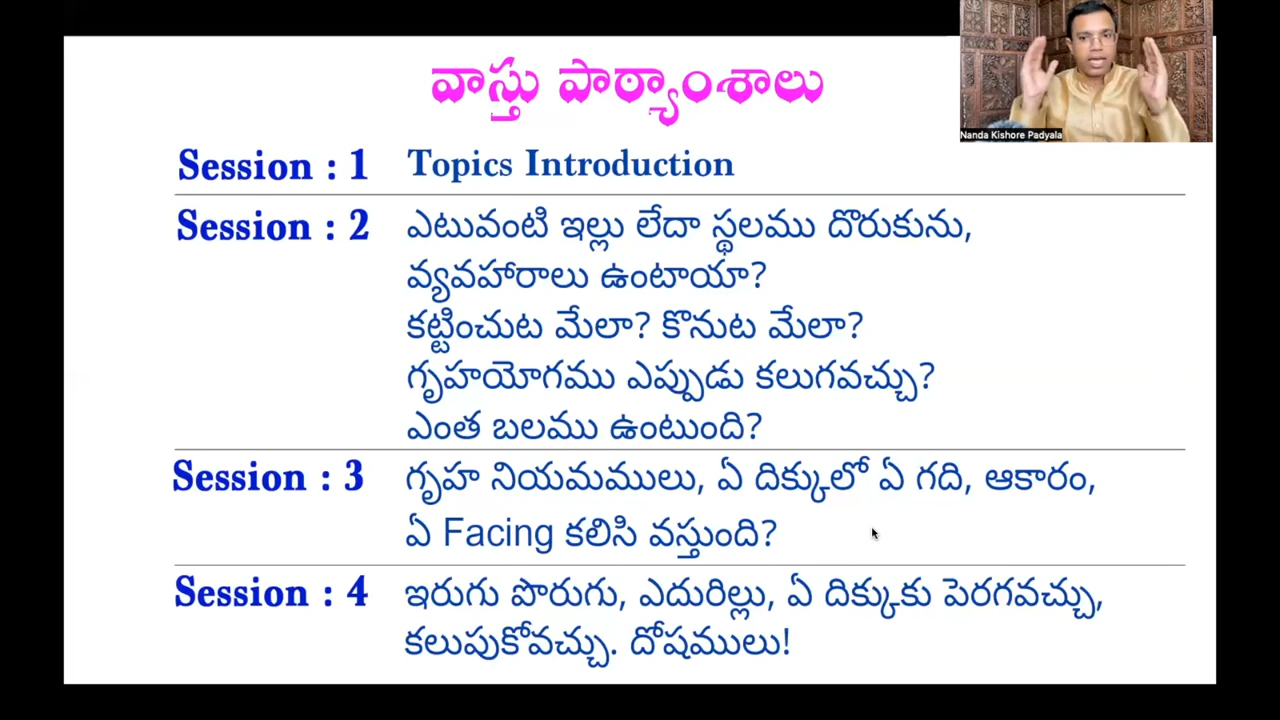 వాస్తు పాఠ్యాంశాలు
Nanda Kishore Padyala
Session : 1 Topics Introduction
Session : 2 ఎటువంటి ఇల్లు లేదా స్థలము దొరుకును,
వ్యవహారాలు ఉంటాయా?
కట్టించుట మేలా? కొనుట మేలా?
గృహయోగము ఎప్పుడు కలుగవచ్చు?
ఎంత బలము ఉంటుంది?
Session : 3 గృహ నియమములు, ఏ దిక్కులో ఏ గది, ఆకారం,
ఏ Facing కలిసి వస్తుంది?
Session : 4 ఇరుగు పొరుగు, ఎదురిల్లు, ఏ దిక్కుకు పెరగవచ్చు,
కలుపుకోవచ్చు. దోషములు!